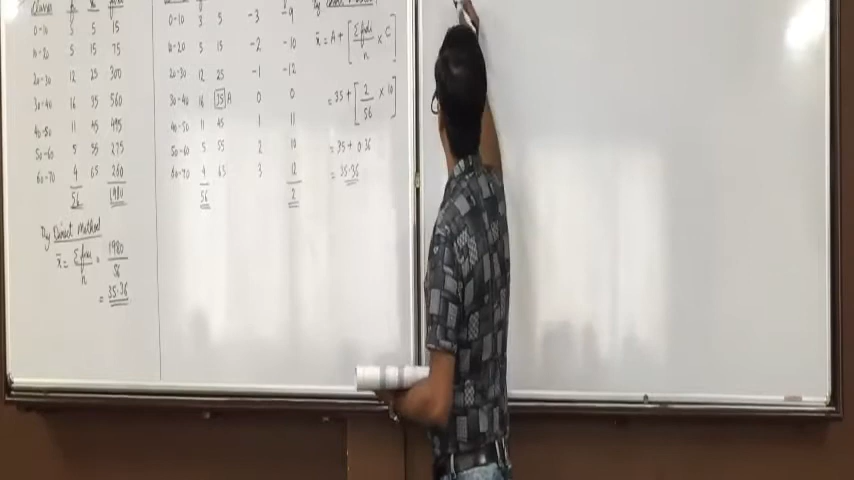 Classes f x
0-10 5 15
10-20 5 15 75
20-30 12 25 300
30-40 16 35 560
40-50 11 45 495
50-60 5 55 275
60-70 4 65 260
56 1980
By Direct Method
x̄ = Σfixi / n = 1980 / 56
= 35.36
0-10 3 5 -3 -9
10-20 5 15 -2 -10
20-30 12 25 -1 -12
30-40 16 35 A 0 0
40-50 11 45 1 11
50-60 5 55 2 10
60-70 4 65 3 12
56 2
By Method
x̄ = A + [Σfidi / n × C]
= 35 + [2 / 56 × 10]
= 35 + 0.36
= 35.36